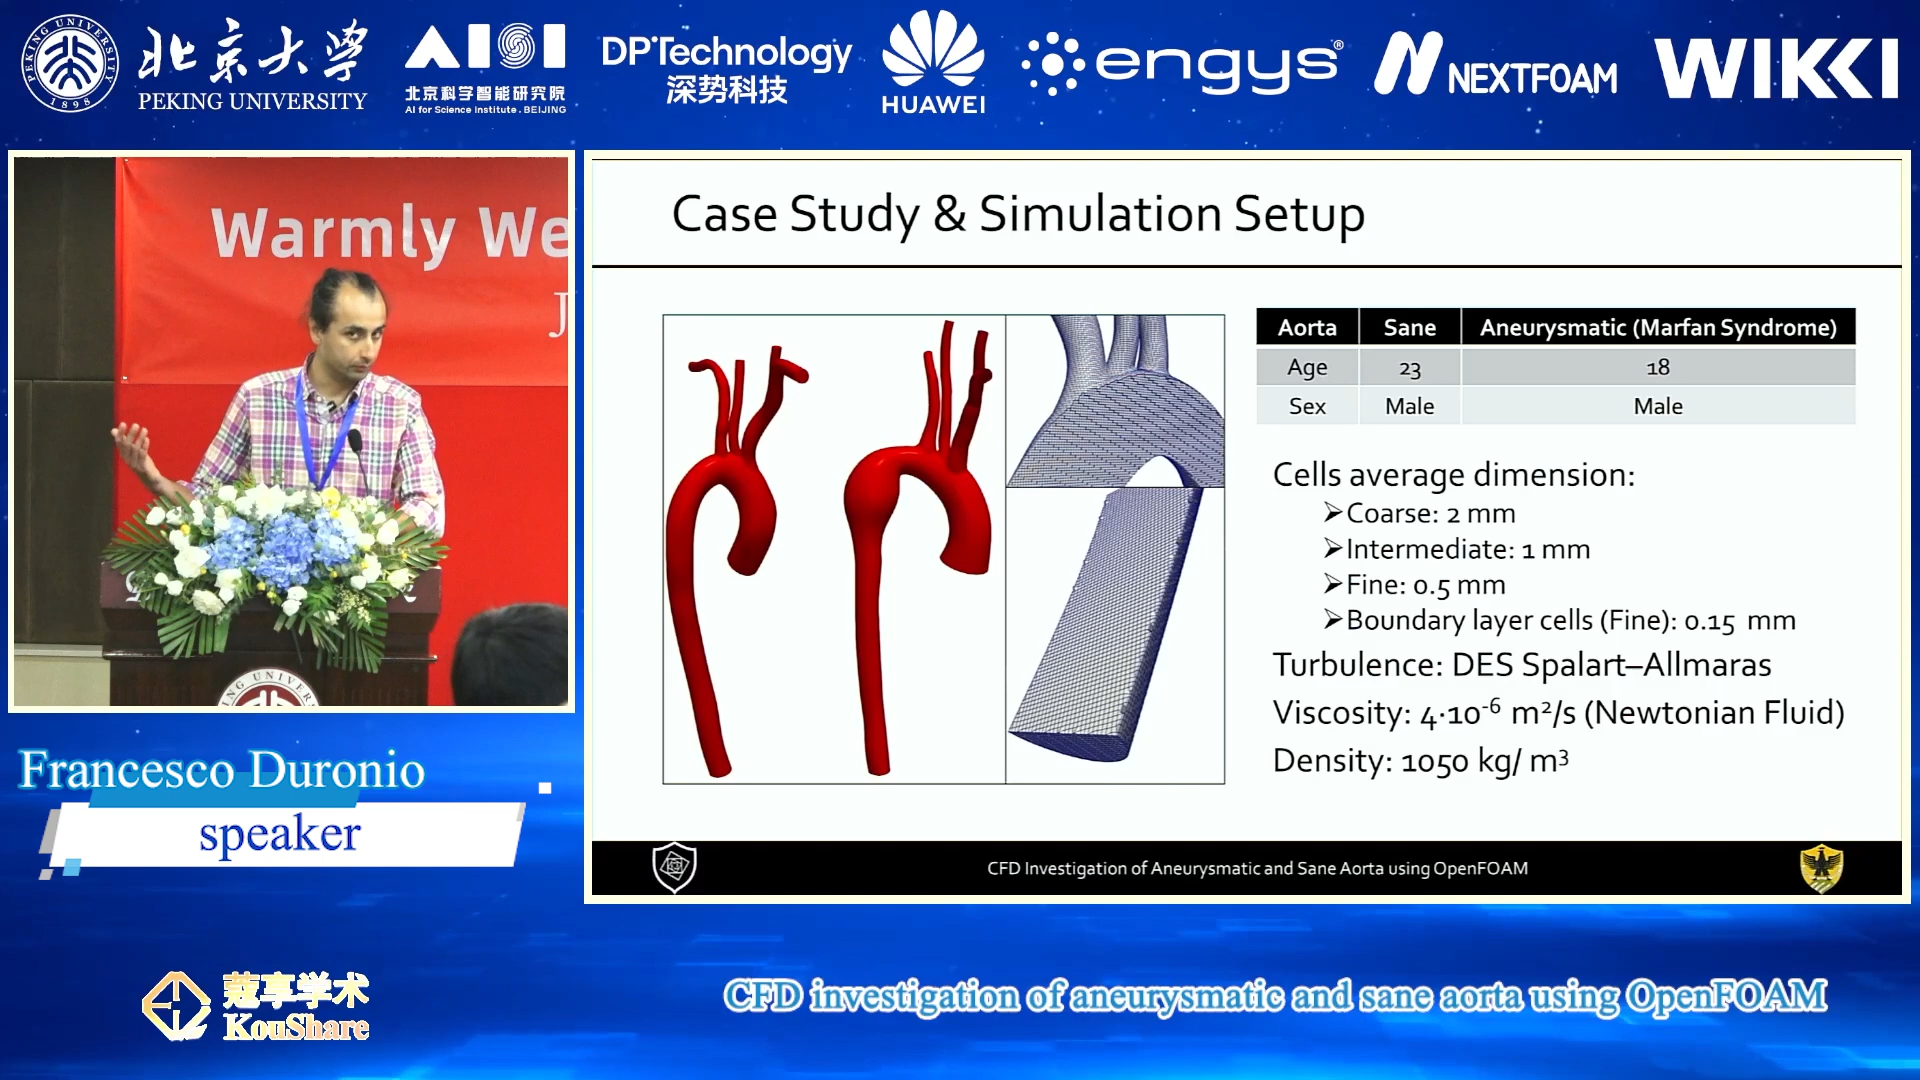 PEKING UNIVERSITY
1898
北京大学
PEKING UNIVERSITY
AISI
北京科学智能研究院
AI for Science Institute, BEIJING
DPTechnology
深势科技
HUAWEI
engys®
NEXTFOAM
WIKKI
Warmly We
J
Francesco Duronio
speaker
Case Study & Simulation Setup
Aorta Sane Aneurysmatic (Marfan Syndrome)
Age 23 18
Sex Male Male
Cells average dimension:
➢Coarse: 2 mm
➢Intermediate: 1 mm
➢Fine: 0.5 mm
➢Boundary layer cells (Fine): 0.15 mm
Turbulence: DES Spalart–Allmaras
Viscosity: 4·10⁻⁶ m²/s (Newtonian Fluid)
Density: 1050 kg/ m³
CFD Investigation of Aneurysmatic and Sane Aorta using OpenFOAM
蔻享学术
KouShare
CFD investigation of aneurysmatic and sane aorta using OpenFOAM